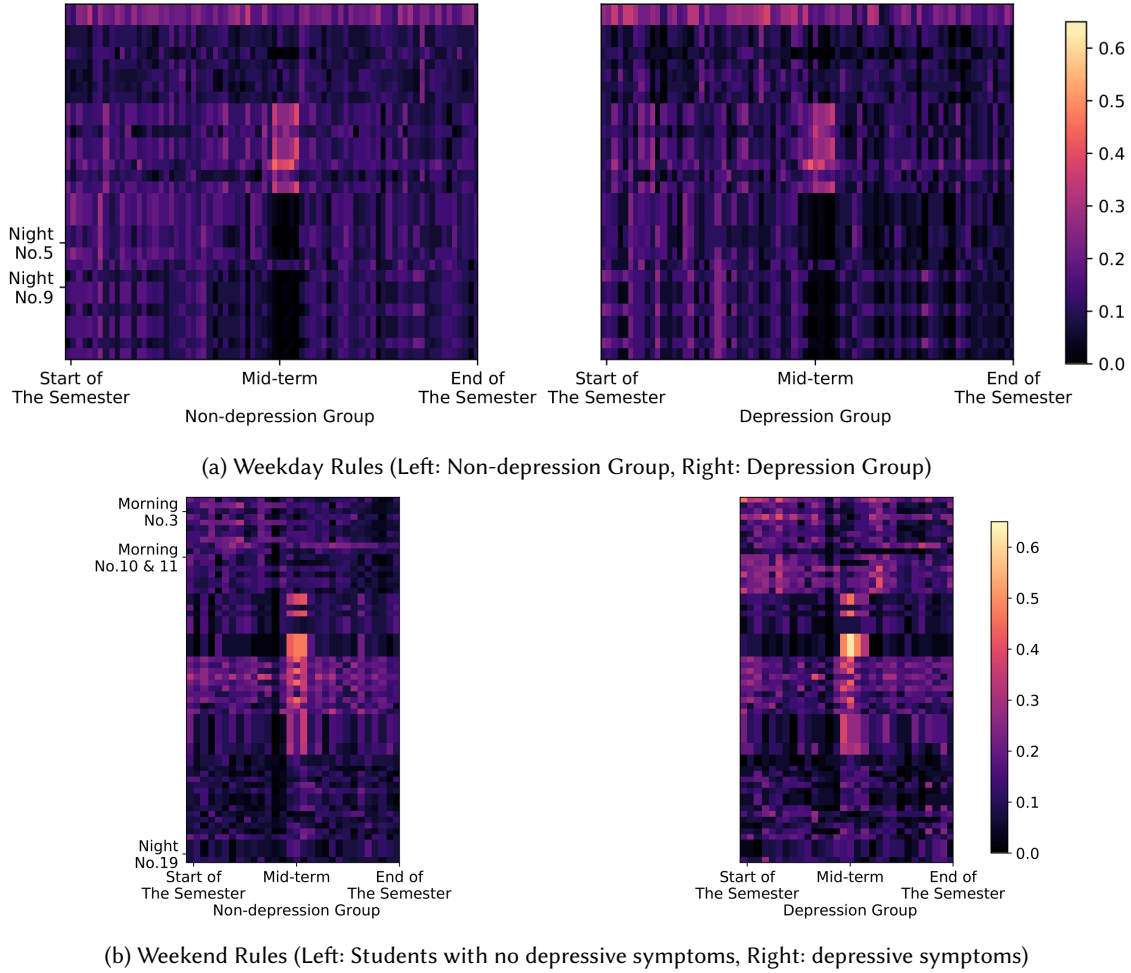 0.6
0.5
0.4
0.3
0.2
0.1
0.0
Night
No.5
Night
No.9
Start of
The Semester
Mid-term
End of
The Semester
Non-depression Group
Start of
The Semester
Mid-term
End of
The Semester
Depression Group
(a) Weekday Rules (Left: Non-depression Group, Right: Depression Group)
Morning
No.3
Morning
No.10 & 11
Night
No.19
Start of
The Semester
Mid-term
End of
The Semester
Non-depression Group
Start of
The Semester
Mid-term
End of
The Semester
Depression Group
0.6
0.5
0.4
0.3
0.2
0.1
0.0
(b) Weekend Rules (Left: Students with no depressive symptoms, Right: depressive symptoms)